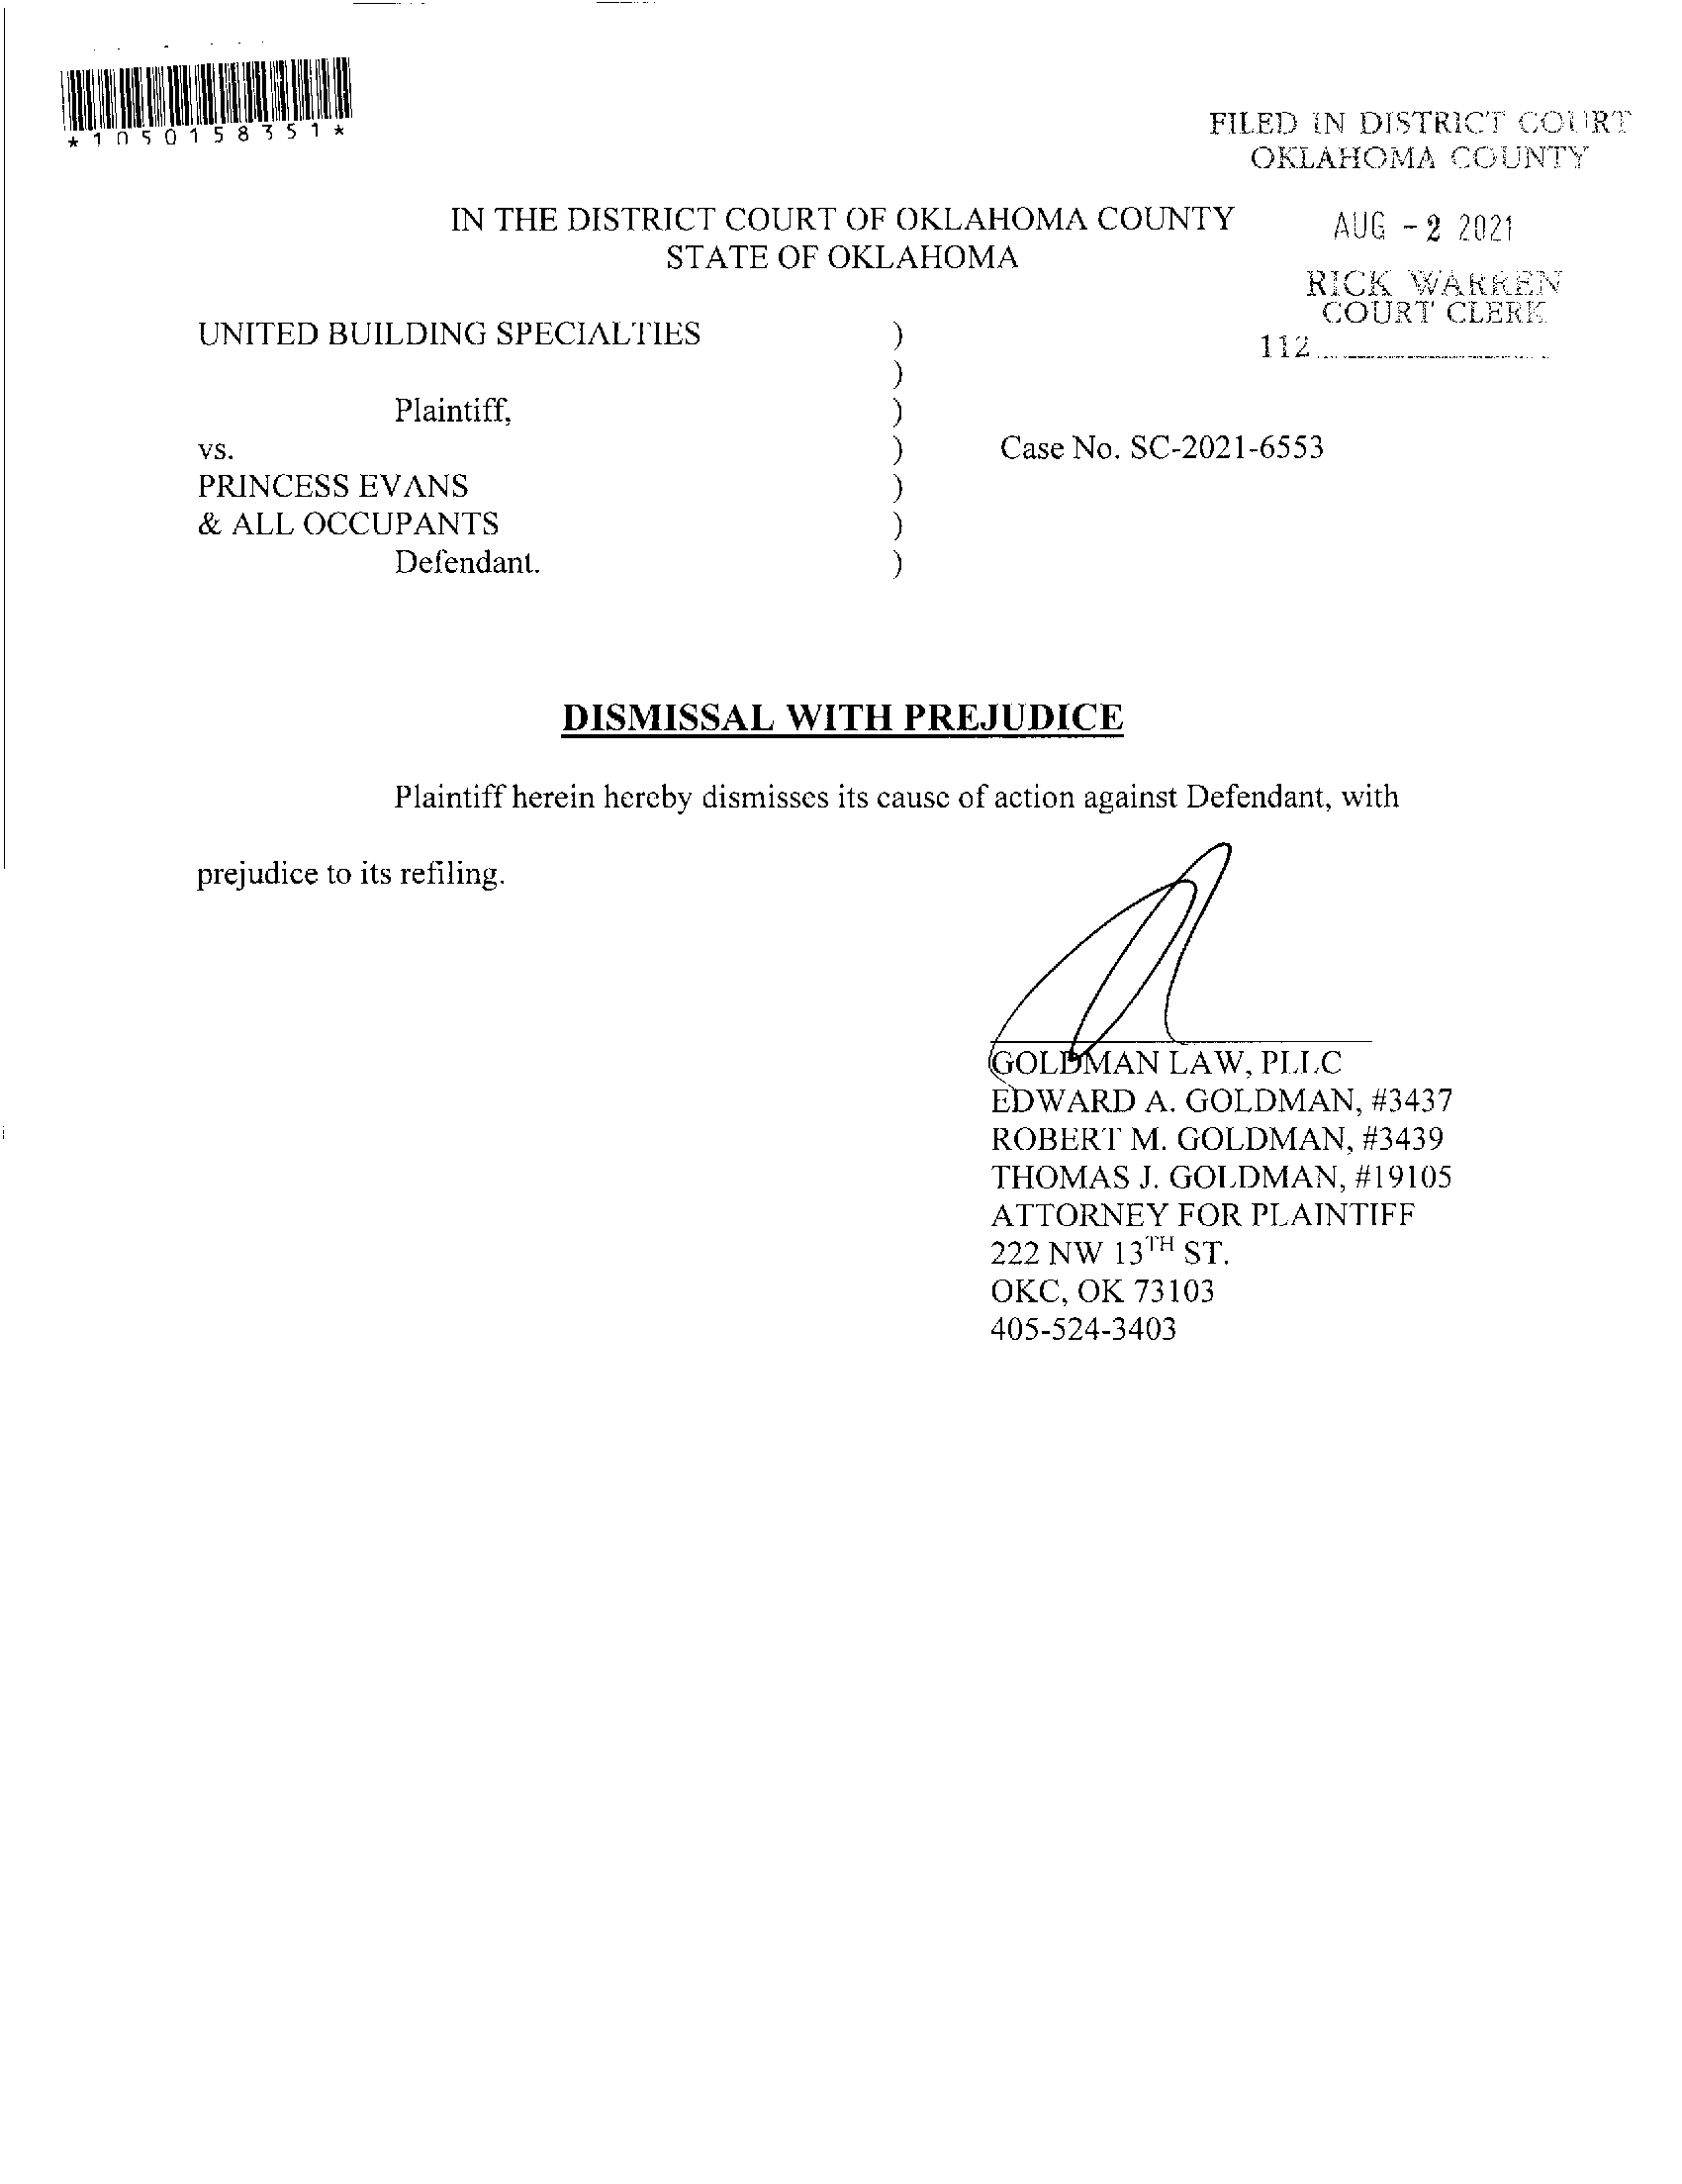 *1050158351*
FILED IN DISTRICT COURT
OKLAHOMA COUNTY
AUG -2 2021
RICK WARREN
COURT CLERK
112
IN THE DISTRICT COURT OF OKLAHOMA COUNTY
STATE OF OKLAHOMA
UNITED BUILDING SPECIALTIES )
)
Plaintiff, )
vs. ) Case No. SC-2021-6553
PRINCESS EVANS )
& ALL OCCUPANTS )
Defendant. )
DISMISSAL WITH PREJUDICE
Plaintiff herein hereby dismisses its cause of action against Defendant, with
prejudice to its refiling.
GOLDMAN LAW, PLLC
EDWARD A. GOLDMAN, #3437
ROBERT M. GOLDMAN, #3439
THOMAS J. GOLDMAN, #19105
ATTORNEY FOR PLAINTIFF
222 NW 13TH ST.
OKC, OK 73103
405-524-3403